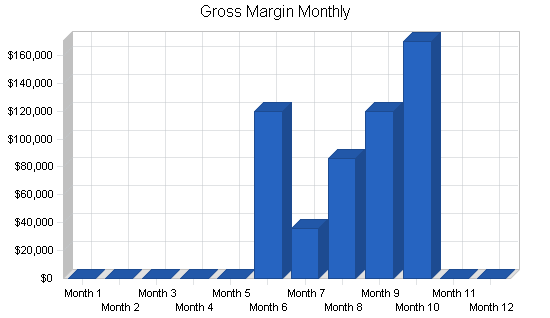 Gross Margin Monthly
$160,000
$140,000
$120,000
$100,000
$80,000
$60,000
$40,000
$20,000
$0
Month 1
Month 2
Month 3
Month 4
Month 5
Month 6
Month 7
Month 8
Month 9
Month 10
Month 11
Month 12